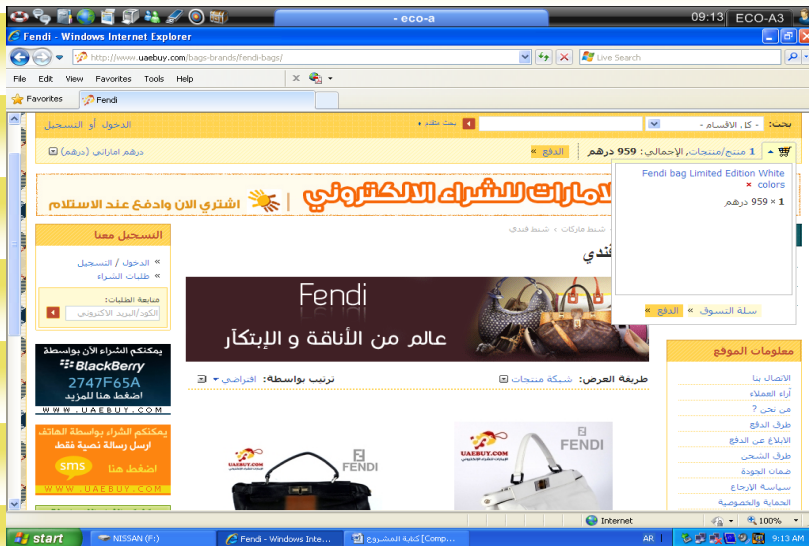 - eco-a
09:13 ECO-A3
Fendi - Windows Internet Explorer
http://www.uaebuy.com/bags-brands/fendi-bags/
Live Search
File Edit View Favorites Tools Help
Favorites
Fendi
بحث:
- كل الاقسام -
بحث متقدم
الدخول أو التسجيل
1 منتج/منتجات, الإجمالي: 959 درهم
الدفع »
درهم اماراتي (درهم)
Fendi bag Limited Edition White
colors
1 × 959 درهم
سلة التسوق » الدفع »
الامارات للشراء الالكتروني
اشتري الان وادفع عند الاستلام
شنط ماركات › شنط فندي
فندي
Fendi
عالم من الأناقة و الإبتكار
طريقة العرض: شبكة منتجات
ترتيب بواسطة: افتراضي
UAEBUY.COM
FENDI
UAEBUY.COM
FENDI
معلومات الموقع
الاتصال بنا
آراء العملاء
من نحن ?
طرق الدفع
الابلاغ عن الدفع
طرق الشحن
ضمان الجودة
سياسة الارجاع
الحماية والخصوصية
التسجيل معنا
» الدخول / التسجيل
» طلبات الشراء
متابعة الطلبات:
الكود/البريد الاكتروني
يمكنكم الشراء الأن بواسطة
BlackBerry
2747F65A
اضغط هنا للمزيد
WWW.UAEBUY.COM
يمكنكم الشراء بواسطة الهاتف
ارسل رسالة نصية فقط
sms
اضغط هنا
WWW.UAEBUY.COM
Internet
100%
start
NISSAN (F:)
Fendi - Windows Inte...
كتابة المشروع [Comp...
AR
9:13 AM